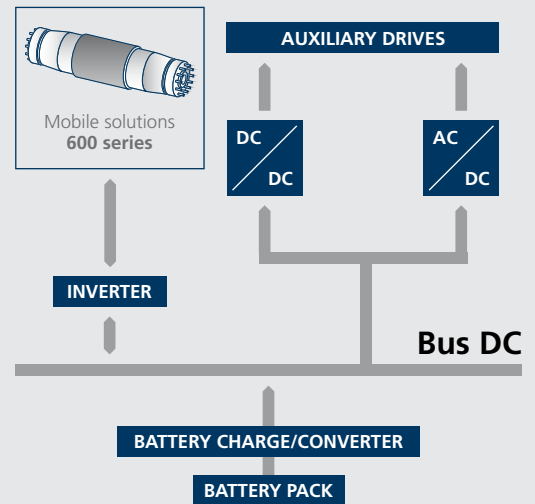 AUXILIARY DRIVES
Mobile solutions
600 series
DC
DC
AC
DC
INVERTER
Bus DC
BATTERY CHARGE/CONVERTER
BATTERY PACK